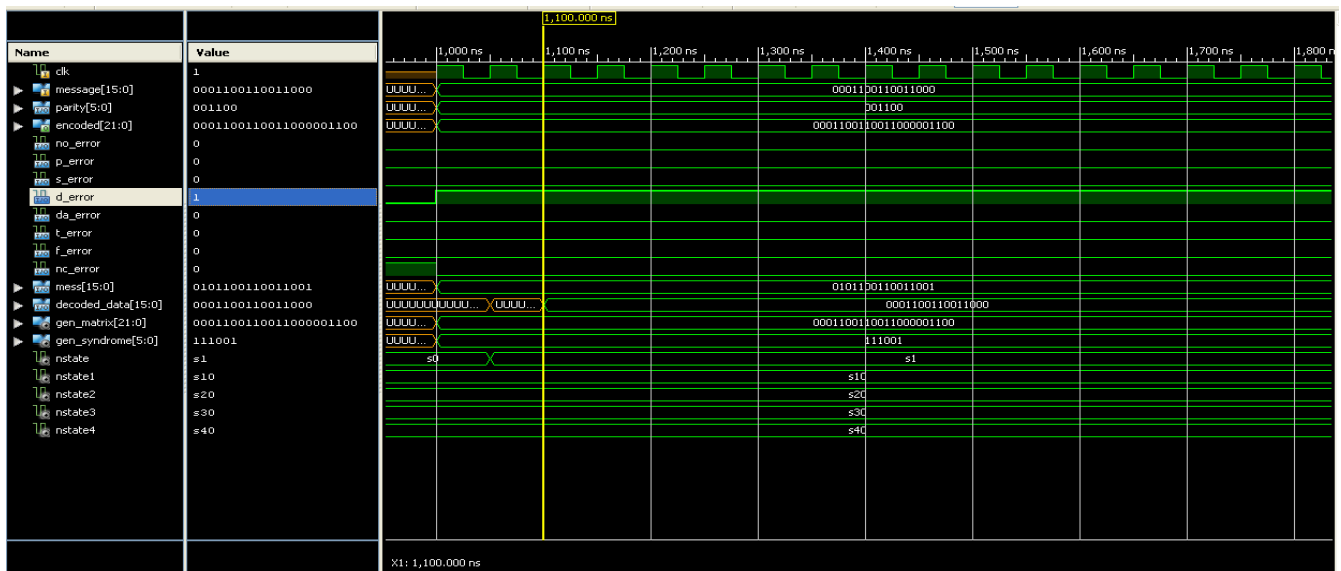 1,100.000 ns
Name Value
1,000 ns 1,100 ns 1,200 ns 1,300 ns 1,400 ns 1,500 ns 1,600 ns 1,700 ns 1,800 n
clk 1
message[15:0] 0001100110011000 UUUU... 0001100110011000
parity[5:0] 001100 UUUU... 001100
encoded[21:0] 0001100110011000001100 UUUU... 0001100110011000001100
no_error 0
p_error 0
s_error 0
d_error 1
da_error 0
t_error 0
f_error 0
nc_error 0
mess[15:0] 0101100110011001 UUUU... 0101100110011001
decoded_data[15:0] 0001100110011000 UUUUUUUUUUU... UUUU... 0001100110011000
gen_matrix[21:0] 0001100110011000001100 UUUU... 0001100110011000001100
gen_syndrome[5:0] 111001 UUUU... 111001
nstate s1 s0 s1
nstate1 s10 s10
nstate2 s20 s20
nstate3 s30 s30
nstate4 s40 s40
X1: 1,100.000 ns